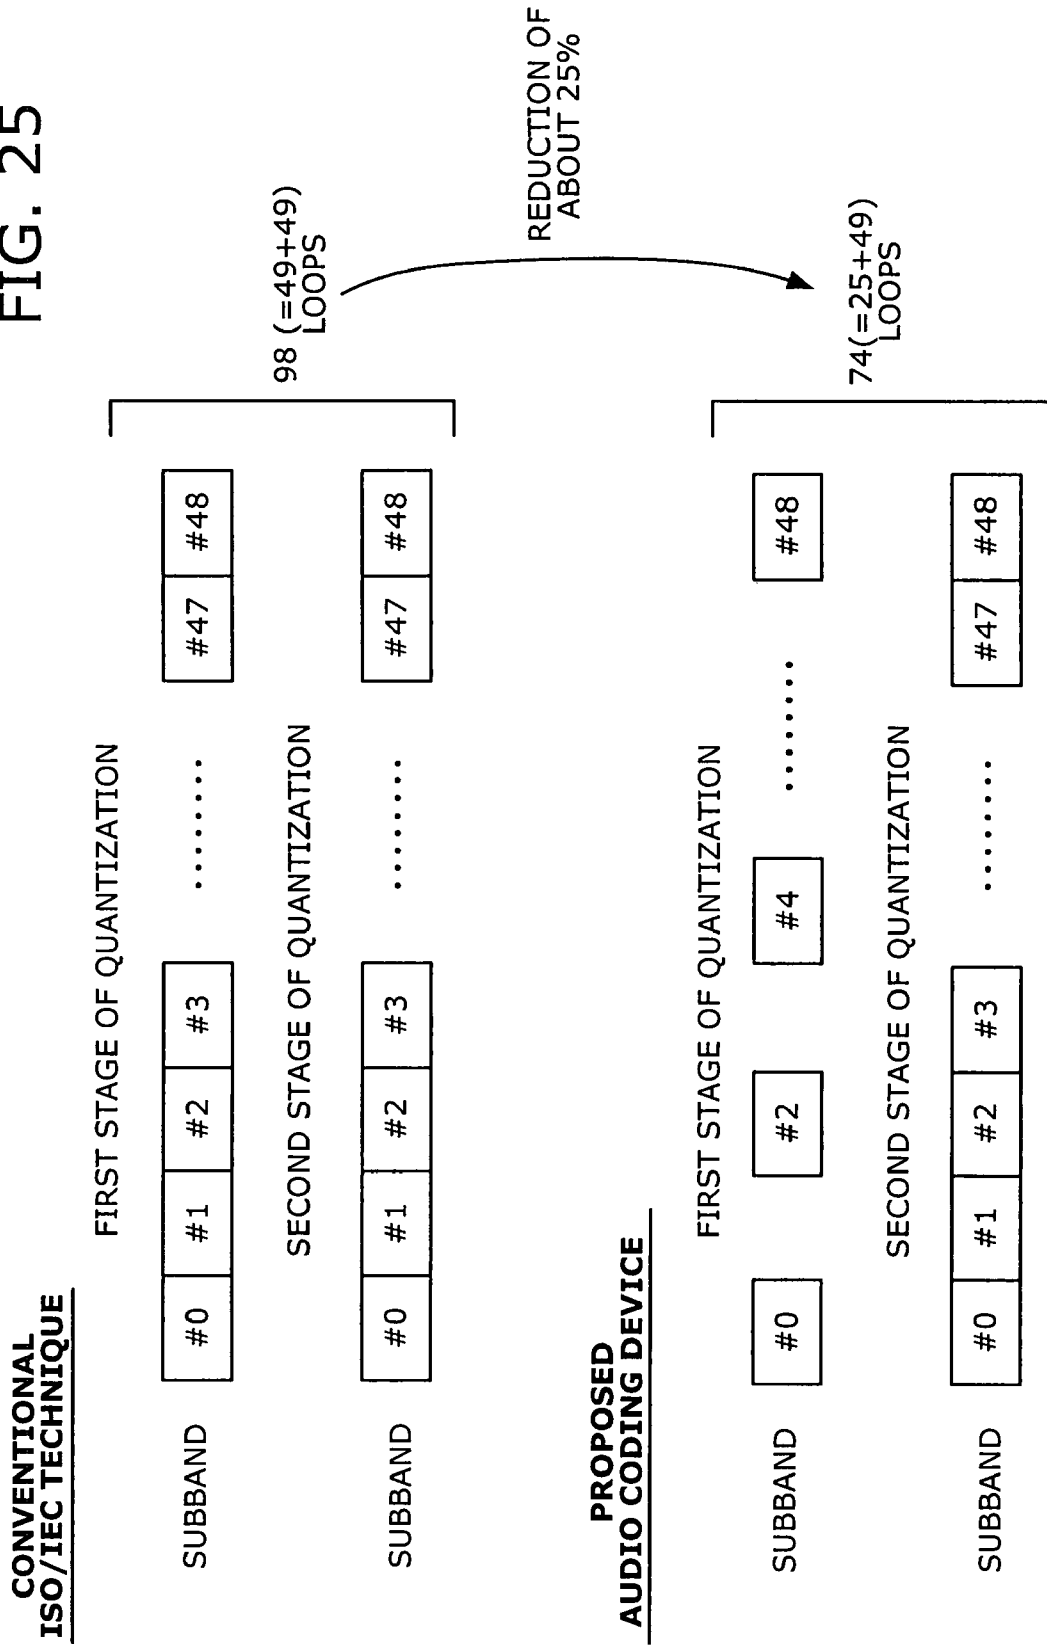 FIG. 25
CONVENTIONAL
ISO/IEC TECHNIQUE
FIRST STAGE OF QUANTIZATION
SUBBAND #0 #1 #2 #3 ........ #47 #48
SECOND STAGE OF QUANTIZATION
SUBBAND #0 #1 #2 #3 ........ #47 #48
98 (=49+49)
LOOPS
REDUCTION OF
ABOUT 25%
PROPOSED
AUDIO CODING DEVICE
FIRST STAGE OF QUANTIZATION
SUBBAND #0 #2 #4 ........ #48
SECOND STAGE OF QUANTIZATION
SUBBAND #0 #1 #2 #3 ........ #47 #48
74(=25+49)
LOOPS